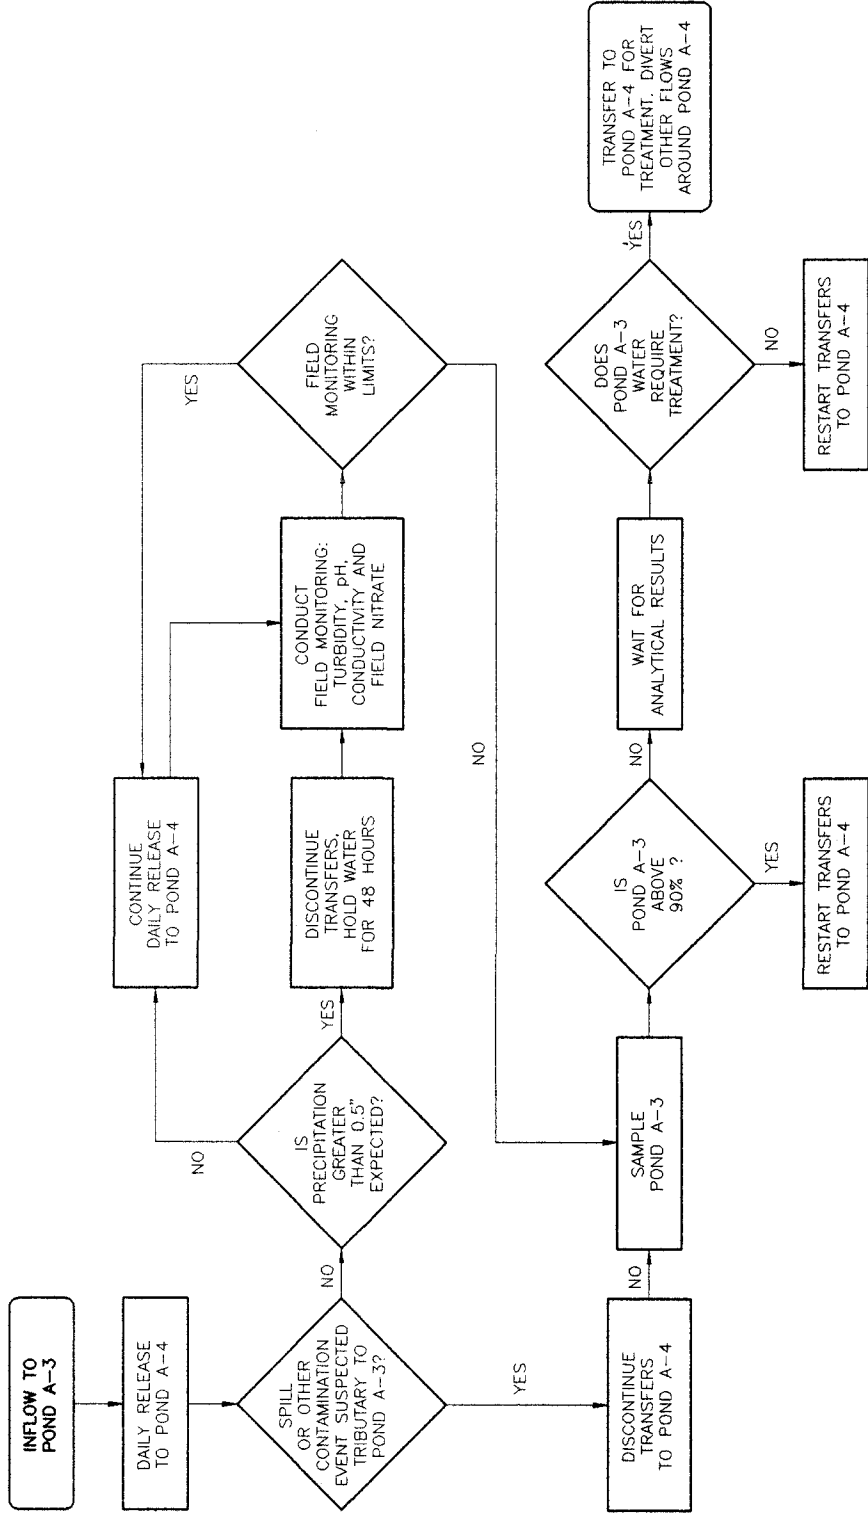 INFLOW TO
POND A-3
DAILY RELEASE
TO POND A-4
SPILL
OR OTHER
CONTAMINATION
EVENT SUSPECTED
TRIBUTARY TO
POND A-3?
NO
YES
IS
PRECIPITATION
GREATER
THAN 0.5"
EXPECTED?
NO
YES
CONTINUE
DAILY RELEASE
TO POND A-4
DISCONTINUE
TRANSFERS,
HOLD WATER
FOR 48 HOURS
CONDUCT
FIELD MONITORING:
TURBIDITY, pH,
CONDUCTIVITY AND
FIELD NITRATE
FIELD
MONITORING
WITHIN
LIMITS?
YES
NO
DISCONTINUE
TRANSFERS
TO POND A-4
NO
SAMPLE
POND A-3
IS
POND A-3
ABOVE
90% ?
NO
YES
RESTART TRANSFERS
TO POND A-4
WAIT FOR
ANALYTICAL RESULTS
DOES
POND A-3
WATER
REQUIRE
TREATMENT?
YES
NO
RESTART TRANSFERS
TO POND A-4
TRANSFER TO
POND A-4 FOR
TREATMENT. DIVERT
OTHER FLOWS
AROUND POND A-4